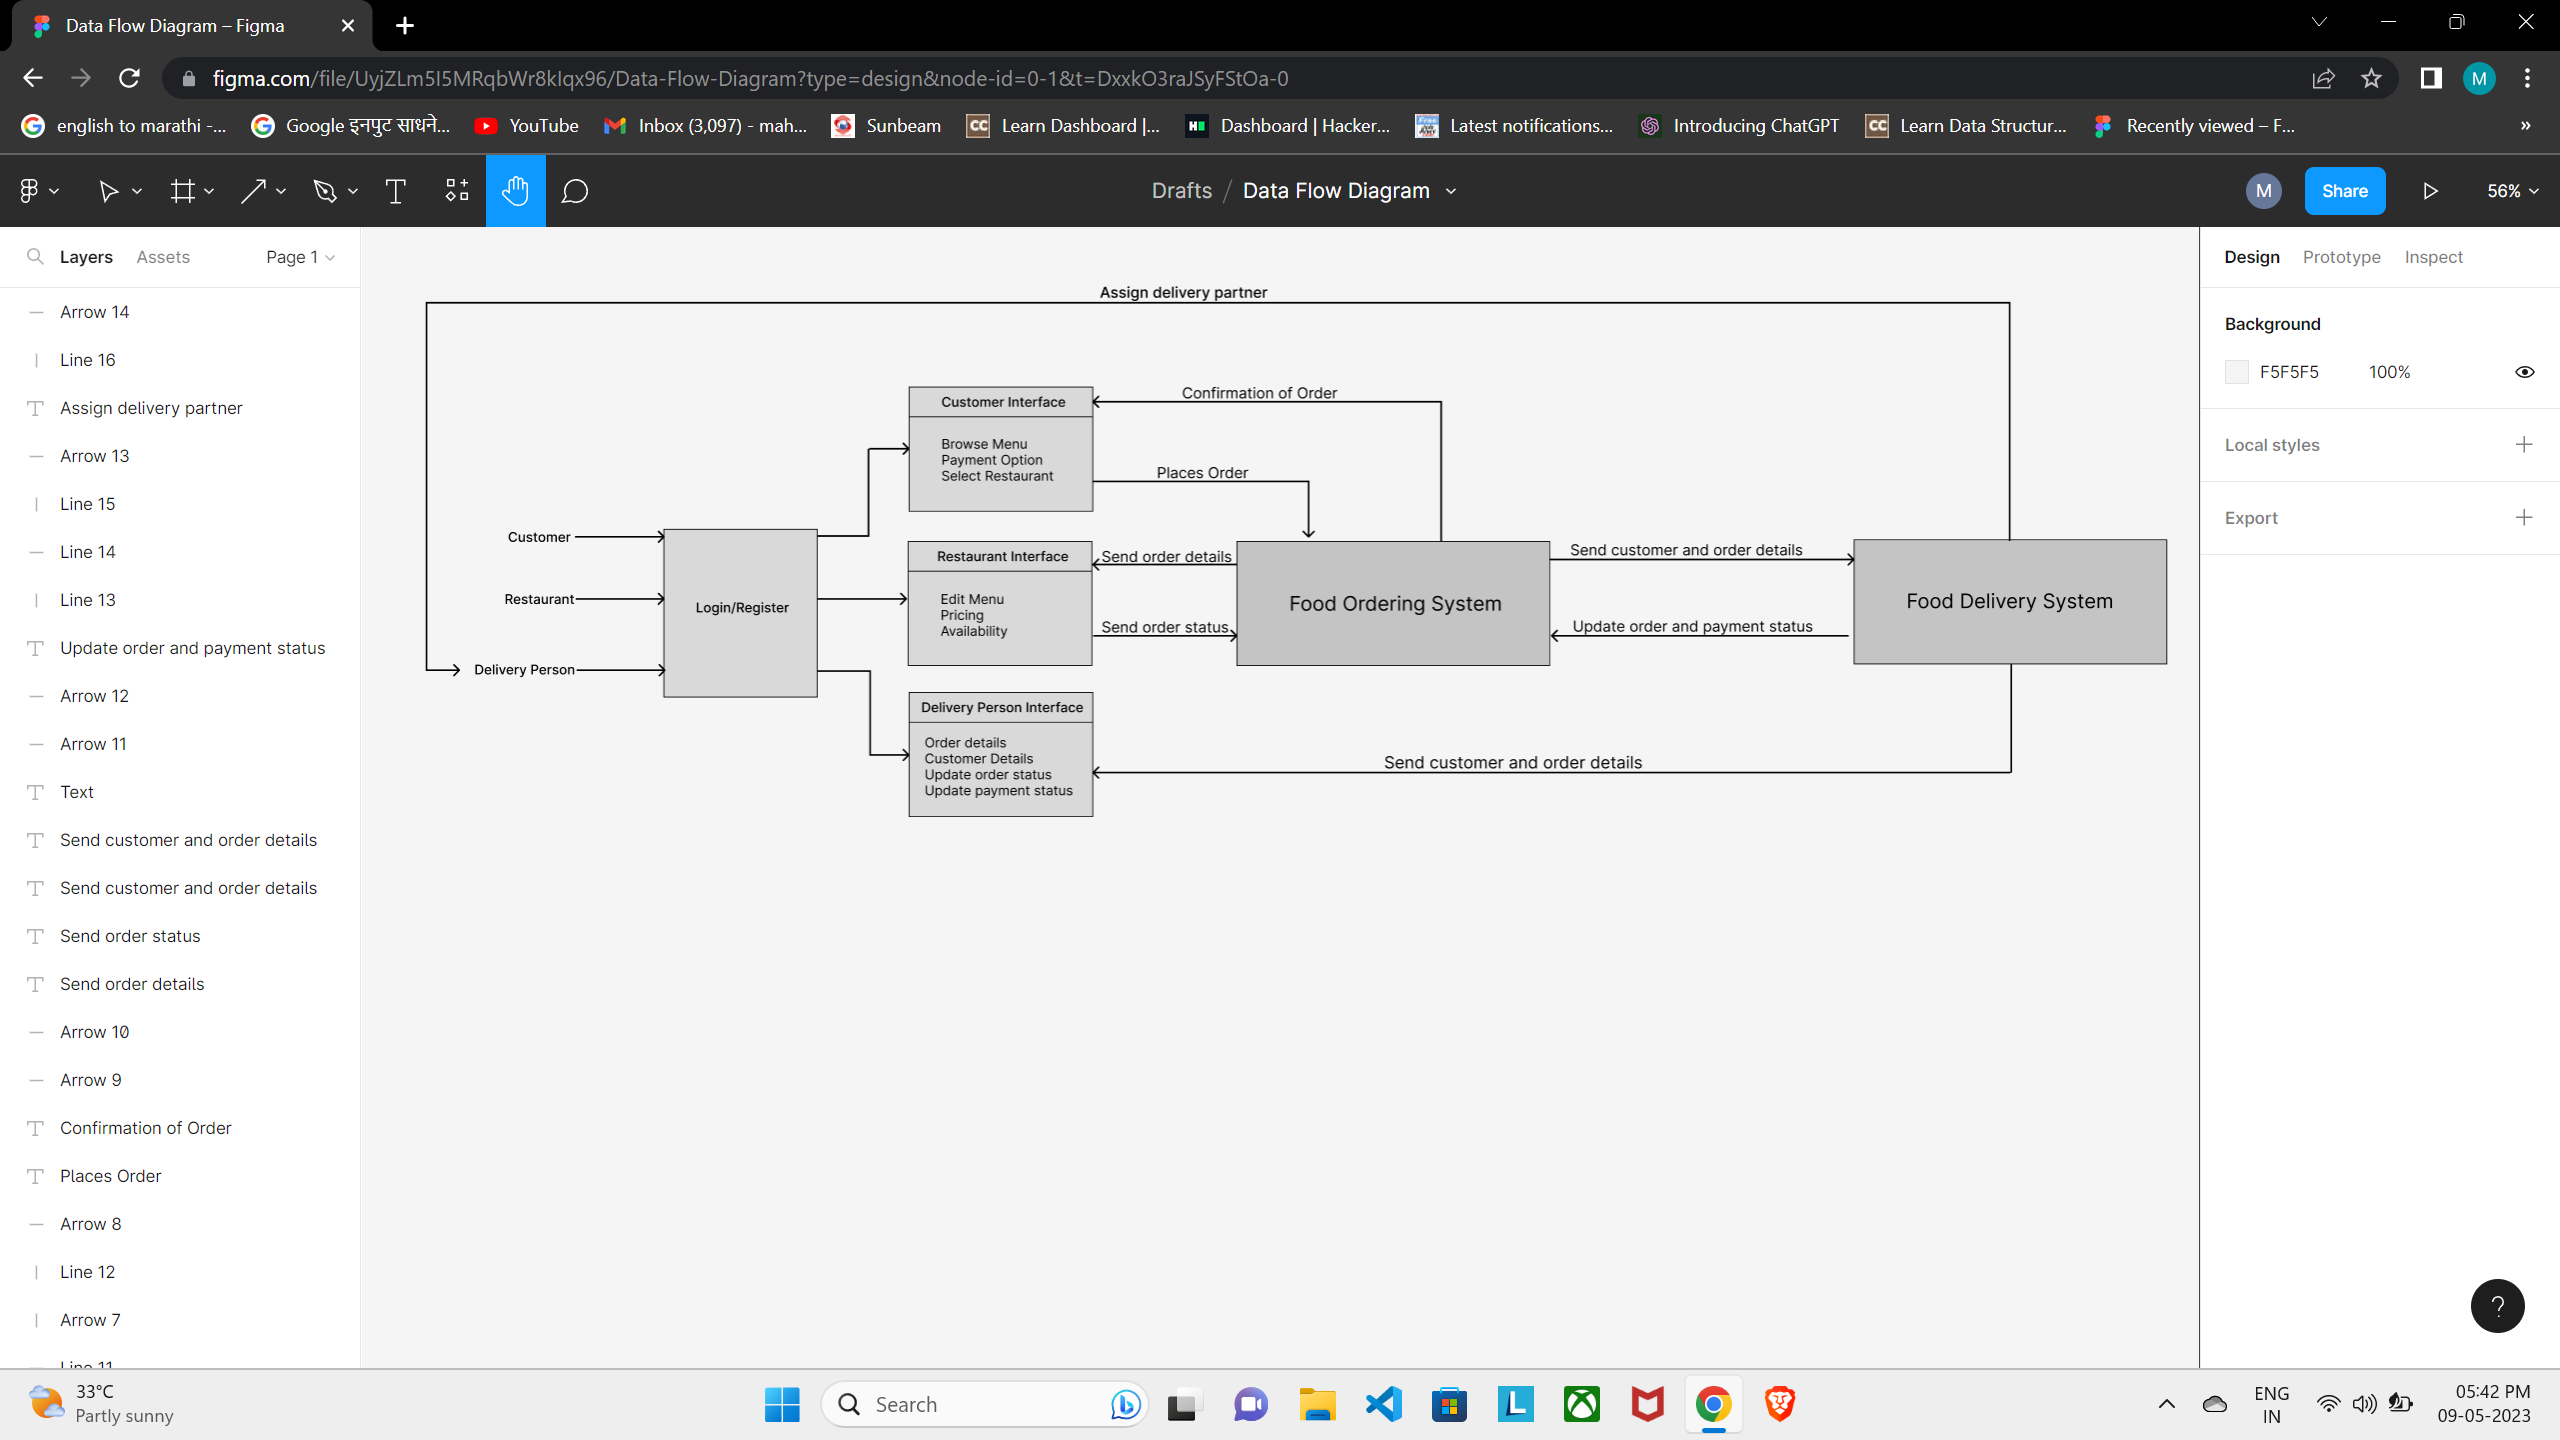 Data Flow Diagram – Figma
figma.com/file/UyjZLm5I5MRqbWr8kIqx96/Data-Flow-Diagram?type=design&node-id=0-1&t=DxxkO3raJSyFStOa-0
M
english to marathi -...
Google इनपुट साधने...
YouTube
Inbox (3,097) - mah...
Sunbeam
CC
Learn Dashboard |...
Dashboard | Hacker...
Latest notifications...
Introducing ChatGPT
CC
Learn Data Structur...
Recently viewed – F...
»
Drafts / Data Flow Diagram
M
Share
56%
Layers
Assets
Page 1
Arrow 14
Line 16
Assign delivery partner
Arrow 13
Line 15
Line 14
Line 13
Update order and payment status
Arrow 12
Arrow 11
Text
Send customer and order details
Send customer and order details
Send order status
Send order details
Arrow 10
Arrow 9
Confirmation of Order
Places Order
Arrow 8
Line 12
Arrow 7
Line 11
Assign delivery partner
Customer Interface
Browse Menu
Payment Option
Select Restaurant
Confirmation of Order
Places Order
Customer
Restaurant
Delivery Person
Login/Register
Restaurant Interface
Edit Menu
Pricing
Availability
Send order details
Send order status
Food Ordering System
Send customer and order details
Update order and payment status
Food Delivery System
Delivery Person Interface
Order details
Customer Details
Update order status
Update payment status
Send customer and order details
Design
Prototype
Inspect
Background
F5F5F5
100%
Local styles
Export
?
33°C
Partly sunny
Search
ENG
IN
05:42 PM
09-05-2023